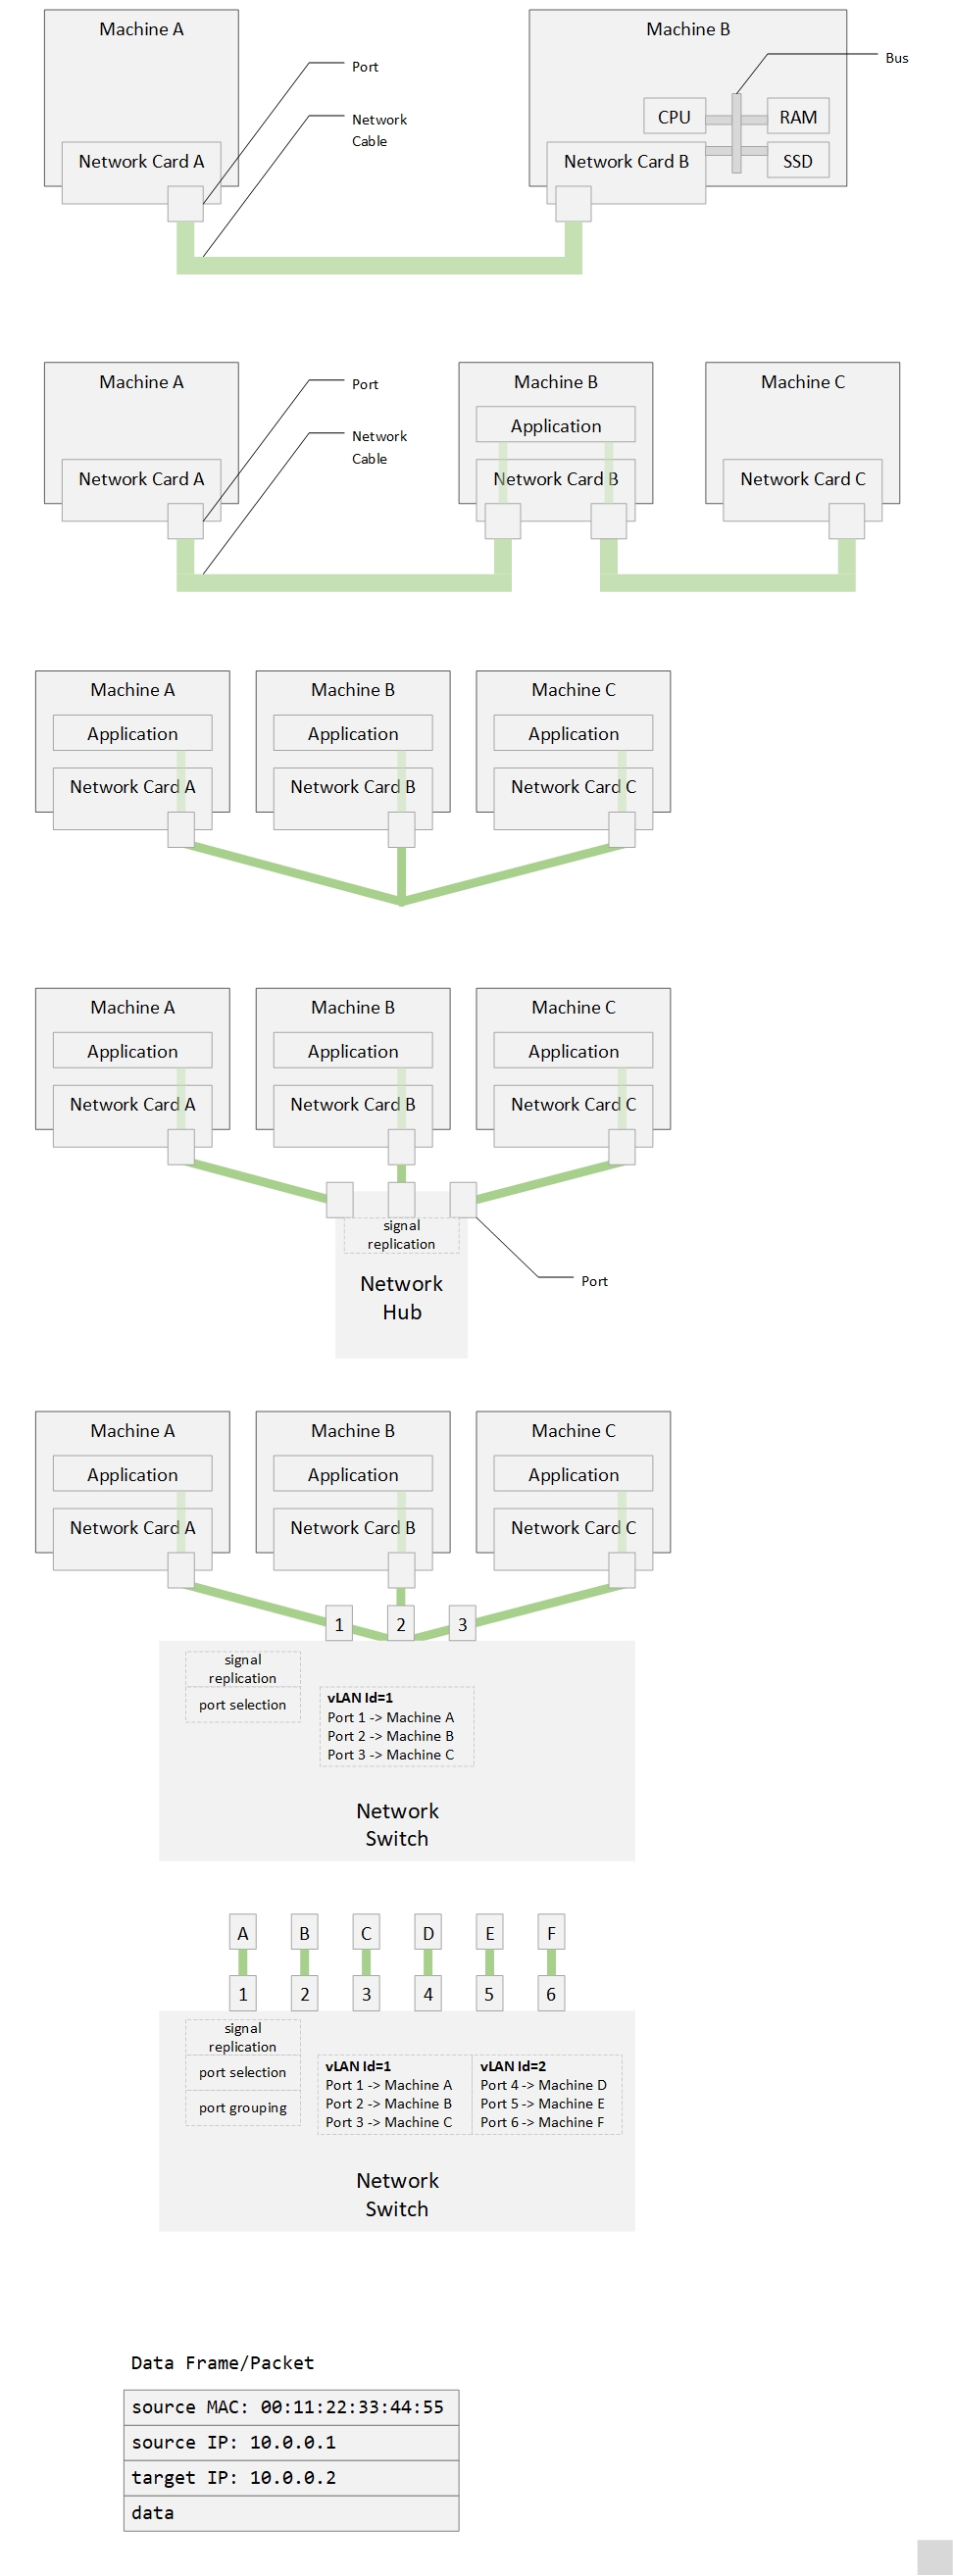 Machine A
Machine B
Port
Bus
Network
Cable
CPU
RAM
Network Card A
Network Card B
SSD
Machine A
Machine B
Machine C
Port
Application
Network
Cable
Network Card A
Network Card B
Network Card C
Machine A
Machine B
Machine C
Application
Application
Application
Network Card A
Network Card B
Network Card C
Machine A
Machine B
Machine C
Application
Application
Application
Network Card A
Network Card B
Network Card C
signal
replication
Port
Network
Hub
Machine A
Machine B
Machine C
Application
Application
Application
Network Card A
Network Card B
Network Card C
1
2
3
signal
replication
port selection
vLAN Id=1
Port 1 -> Machine A
Port 2 -> Machine B
Port 3 -> Machine C
Network
Switch
A
B
C
D
E
F
1
2
3
4
5
6
signal
replication
port selection
port grouping
vLAN Id=1
Port 1 -> Machine A
Port 2 -> Machine B
Port 3 -> Machine C
vLAN Id=2
Port 4 -> Machine D
Port 5 -> Machine E
Port 6 -> Machine F
Network
Switch
Data Frame/Packet
source MAC: 00:11:22:33:44:55
source IP: 10.0.0.1
target IP: 10.0.0.2
data